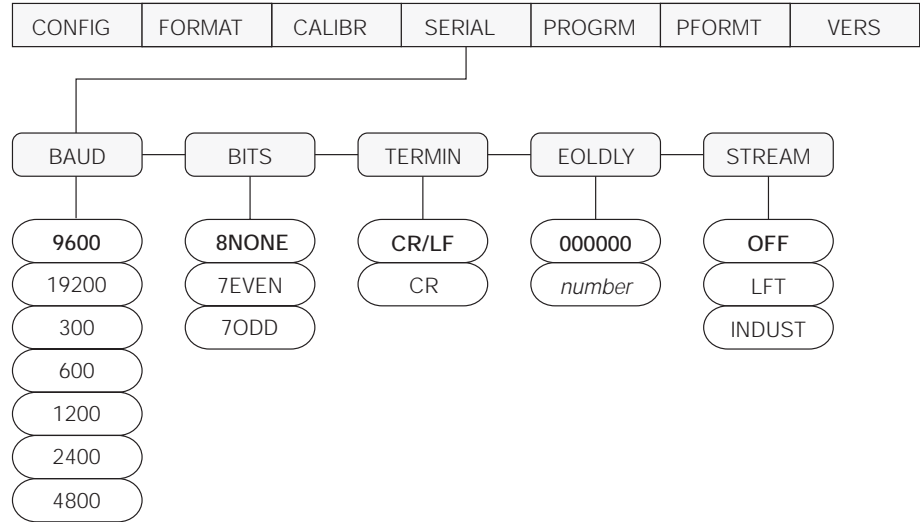 CONFIG FORMAT CALIBR SERIAL PROGRM PFORMT VERS
BAUD BITS TERMIN EOLDLY STREAM
9600 8NONE CR/LF 000000 OFF
19200 7EVEN CR number LFT
300 7ODD INDUST
600
1200
2400
4800